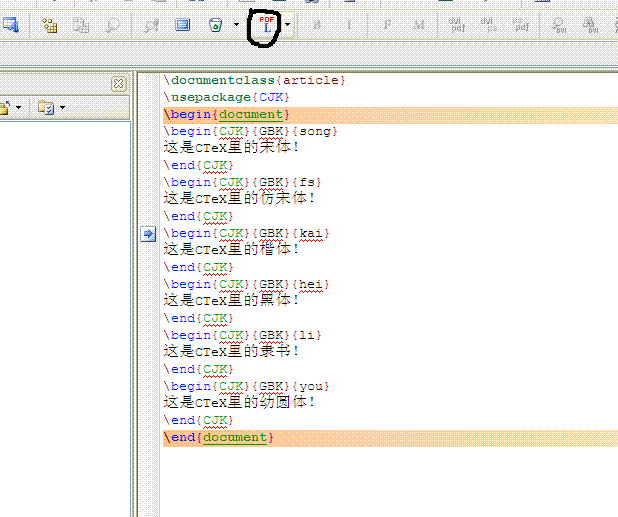 PDF
L
B
I
F
M
dvi
pdf
dvi
ps
ps
pdf
DVI
DVI
\documentclass{article}
\usepackage{CJK}
\begin{document}
\begin{CJK}{GBK}{song}
这是CTeX里的宋体!
\end{CJK}
\begin{CJK}{GBK}{fs}
这是CTeX里的仿宋体!
\end{CJK}
\begin{CJK}{GBK}{kai}
这是CTeX里的楷体!
\end{CJK}
\begin{CJK}{GBK}{hei}
这是CTeX里的黑体!
\end{CJK}
\begin{CJK}{GBK}{li}
这是CTeX里的隶书!
\end{CJK}
\begin{CJK}{GBK}{you}
这是CTeX里的幼圆体!
\end{CJK}
\end{document}